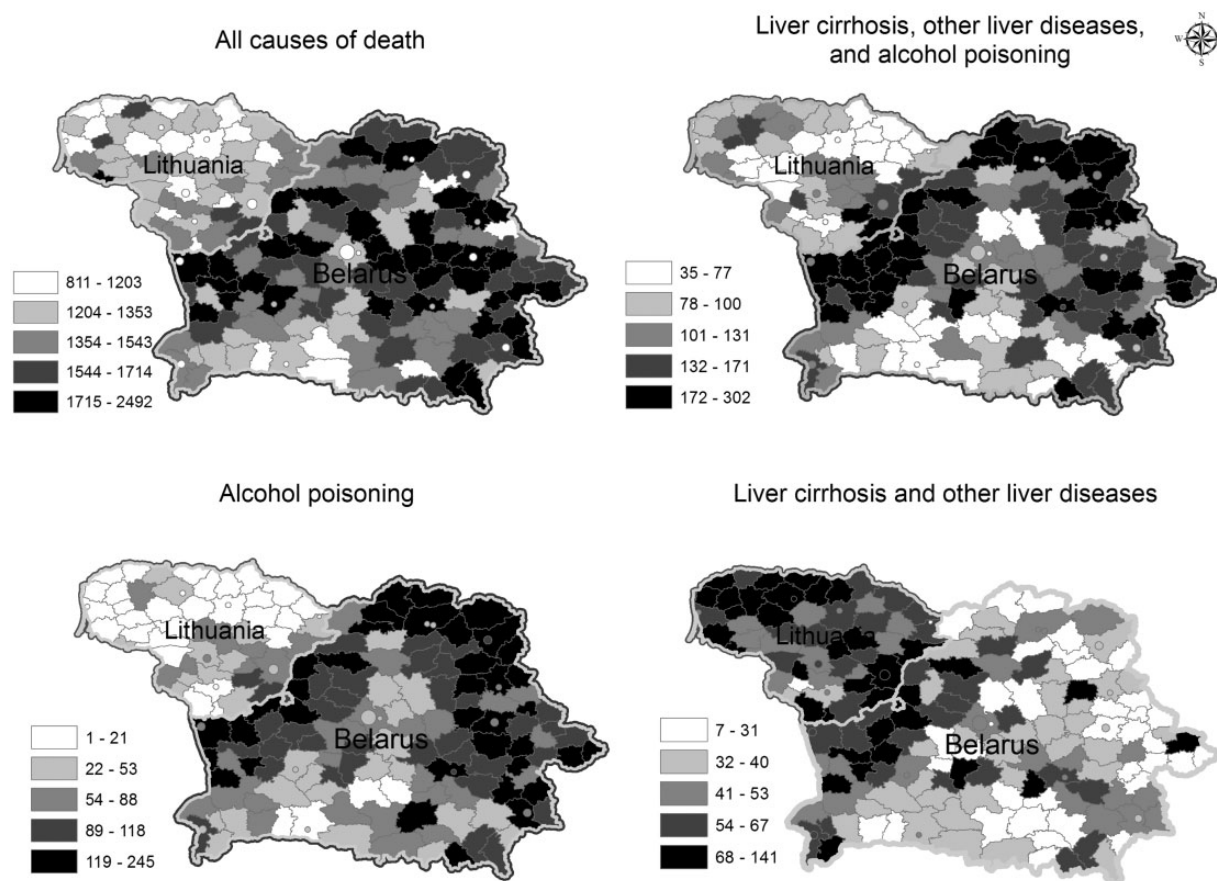 All causes of death
Liver cirrhosis, other liver diseases,
and alcohol poisoning
N
W
E
S
Lithuania
Belarus
811 - 1203
1204 - 1353
1354 - 1543
1544 - 1714
1715 - 2492
Lithuania
Belarus
35 - 77
78 - 100
101 - 131
132 - 171
172 - 302
Alcohol poisoning
Liver cirrhosis and other liver diseases
Lithuania
Belarus
1 - 21
22 - 53
54 - 88
89 - 118
119 - 245
Lithuania
Belarus
7 - 31
32 - 40
41 - 53
54 - 67
68 - 141